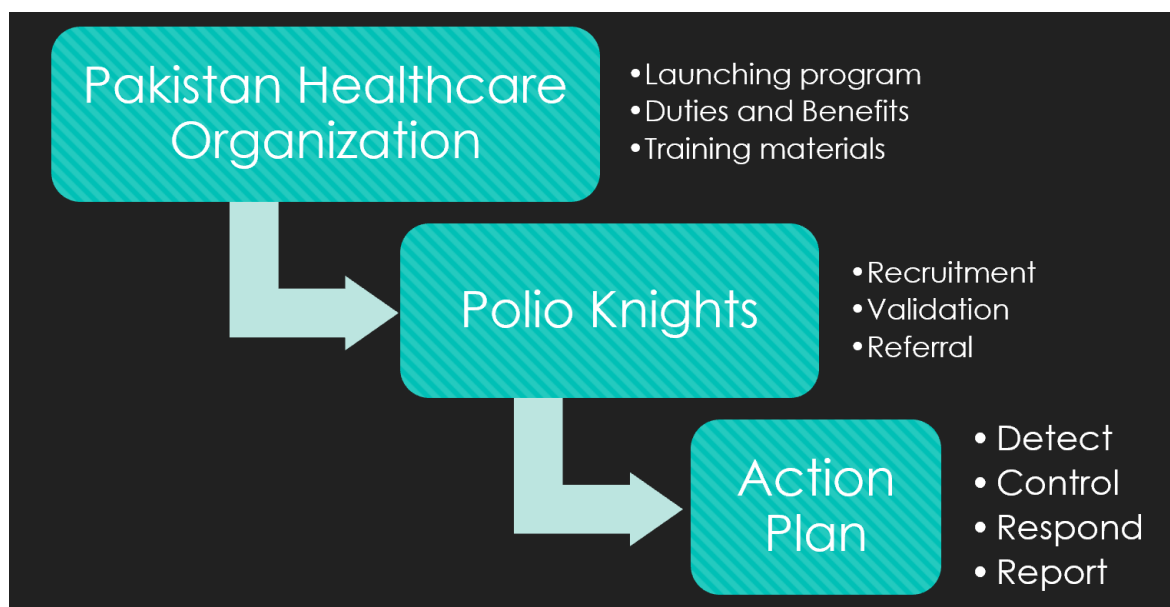 Pakistan Healthcare
Organization
•Launching program
•Duties and Benefits
•Training materials
Polio Knights
•Recruitment
•Validation
•Referral
Action
Plan
• Detect
• Control
• Respond
• Report